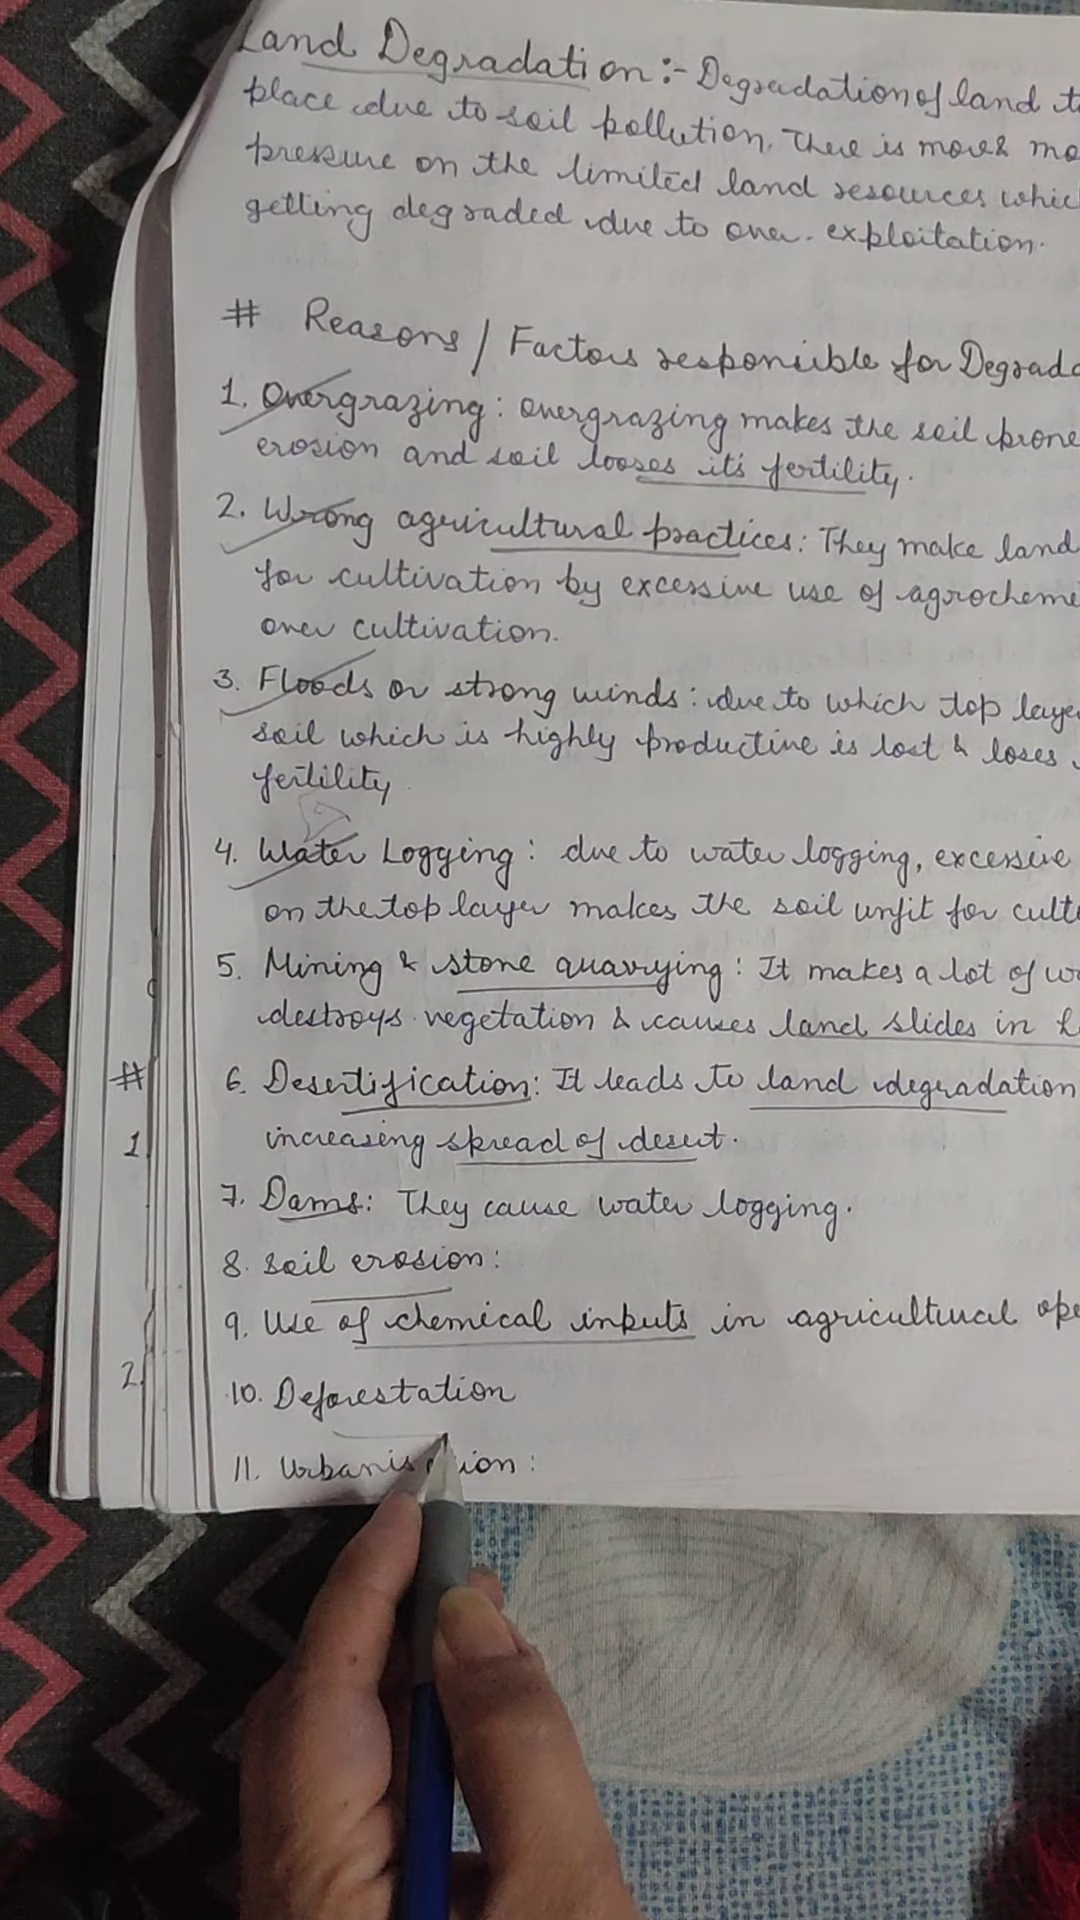 Land Degradation :- Degradation of land t
place due to soil pollution. There is more & mo
pressure on the limited land resources whic
getting degraded due to over. exploitation.
# Reasons / Factors responsible for Degrad
1. Overgrazing : overgrazing makes the soil prone
erosion and soil looses it's fertility.
2. Wrong agricultural practices : They make land
for cultivation by excessive use of agrochemi
over cultivation.
3. Floods or strong winds : due to which top laye
soil which is highly productive is lost & loses
fertility
4. Water Logging : due to water logging, excessive
on the top layer makes the soil unfit for cult
5. Mining & stone quarrying : It makes a lot of
destroys vegetation & causes land slides in
# 6. Desertification : It leads to land degradation
1 increasing spread of desert.
7. Dams : They cause water logging.
8. soil erosion :
9. Use of chemical inputs in agricultural ope
2. 10. Deforestation
11. :